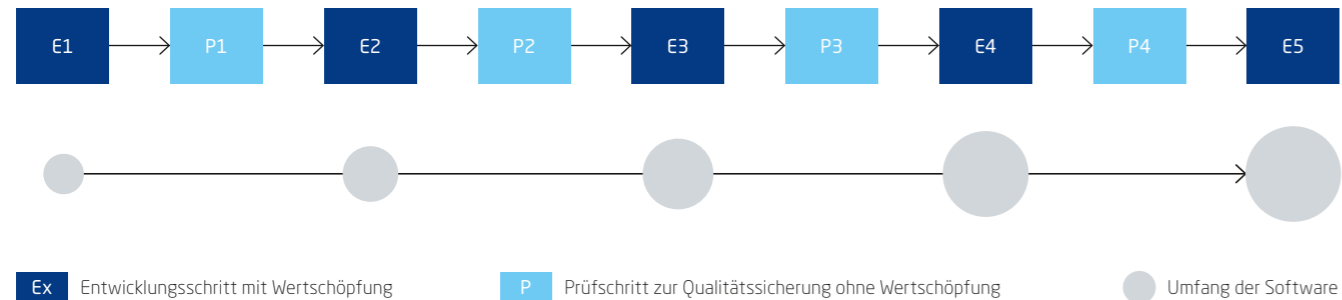 E1 P1 E2 P2 E3 P3 E4 P4 E5
Ex Entwicklungsschritt mit Wertschöpfung P Prüfschritt zur Qualitätssicherung ohne Wertschöpfung Umfang der Software